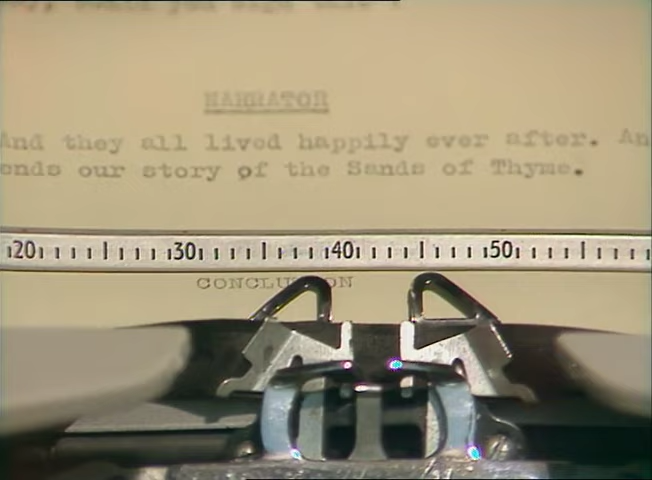 NARRATOR
And they all lived happily ever after. An
ends our story of the Sands of Thyme.
20 30 40 50
CONCLUSION